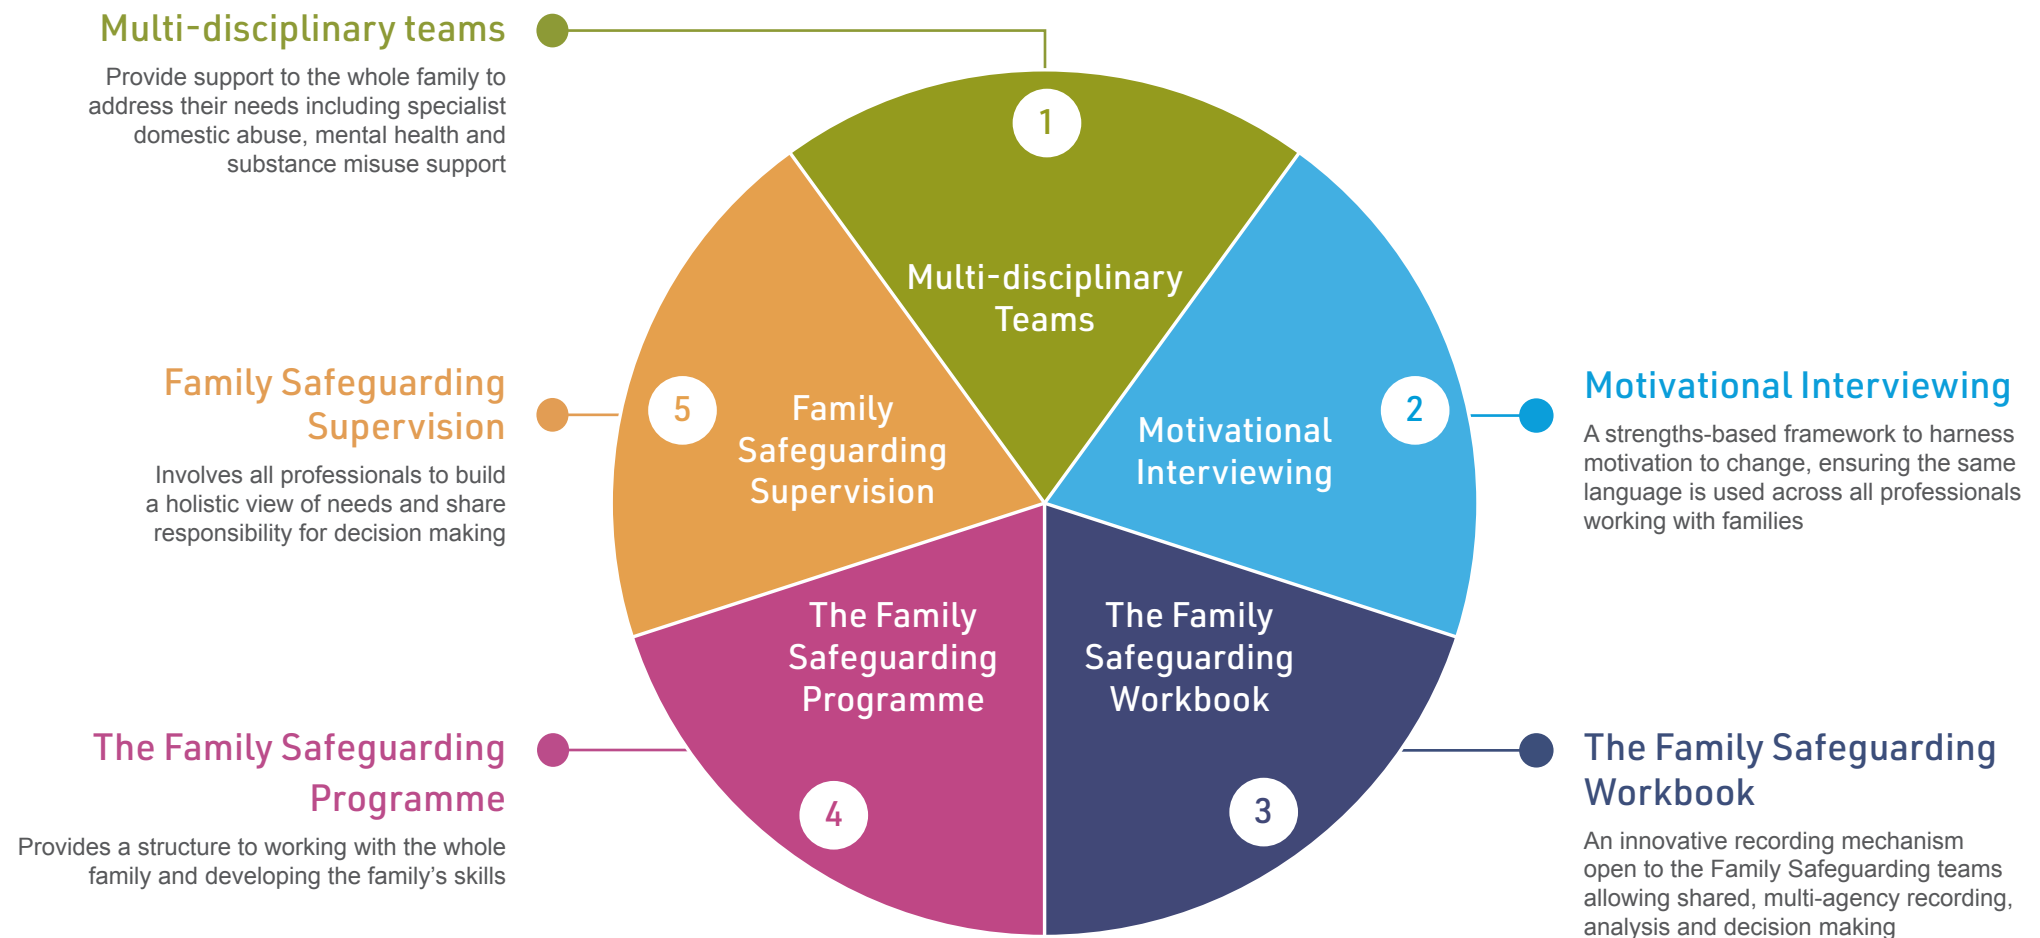 Multi-disciplinary teams
Provide support to the whole family to
address their needs including specialist
domestic abuse, mental health and
substance misuse support
1
Multi-disciplinary
Teams
2
Motivational
Interviewing
Motivational Interviewing
A strengths-based framework to harness
motivation to change, ensuring the same
language is used across all professionals
working with families
3
The Family
Safeguarding
Workbook
The Family Safeguarding
Workbook
An innovative recording mechanism
open to the Family Safeguarding teams
allowing shared, multi-agency recording,
analysis and decision making
4
The Family
Safeguarding
Programme
The Family Safeguarding
Programme
Provides a structure to working with the whole
family and developing the family’s skills
5
Family
Safeguarding
Supervision
Family Safeguarding
Supervision
Involves all professionals to build
a holistic view of needs and share
responsibility for decision making